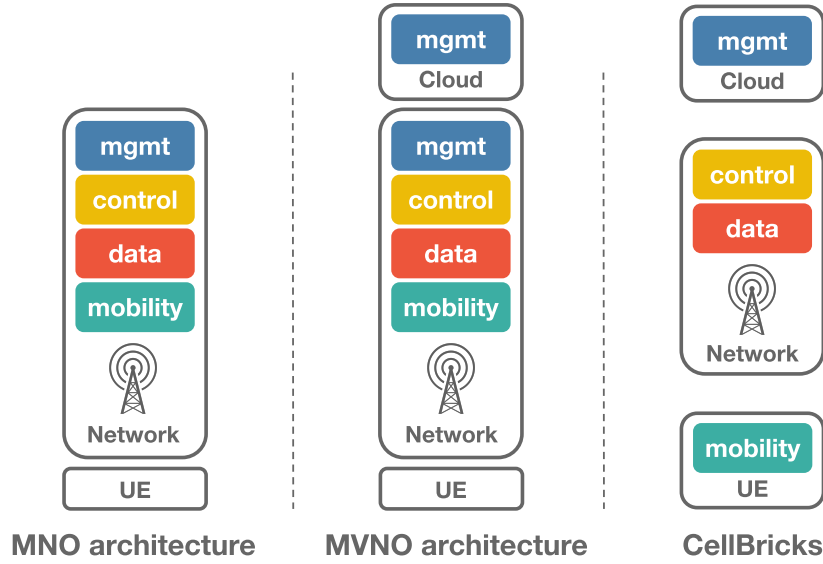 mgmt
control
data
mobility
Network
UE
MNO architecture
mgmt
Cloud
mgmt
control
data
mobility
Network
UE
MVNO architecture
mgmt
Cloud
control
data
Network
mobility
UE
CellBricks